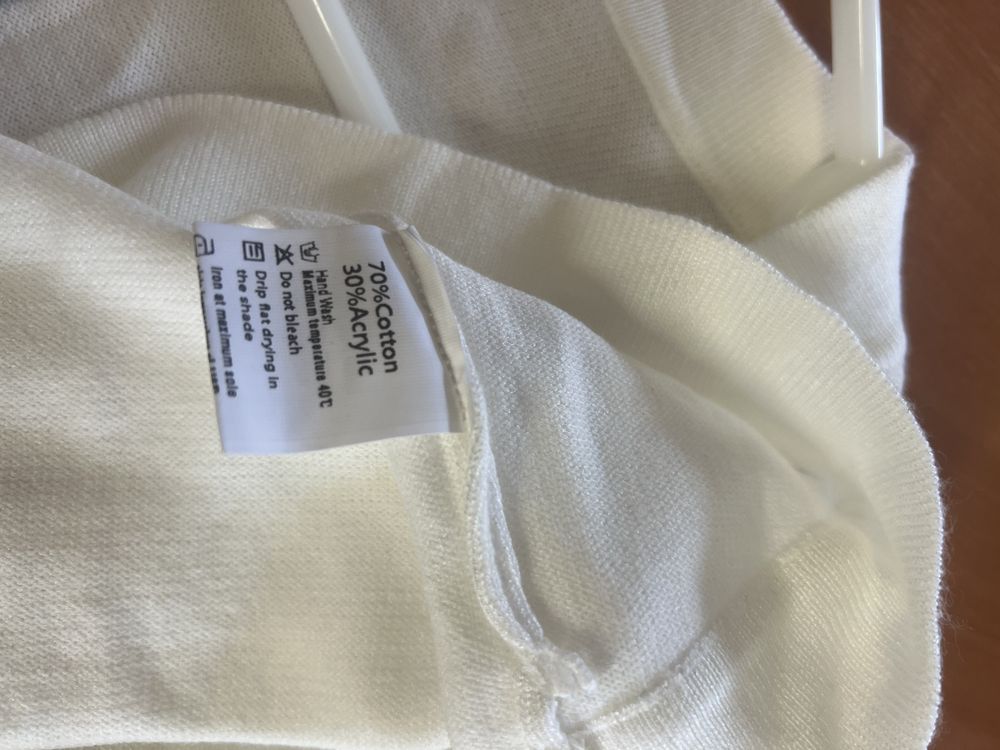 70%Cotton
30%Acrylic
Hand Wash
Maximum temperature 40℃
Do not bleach
Drip flat drying in
the shade
Iron at maximum sole